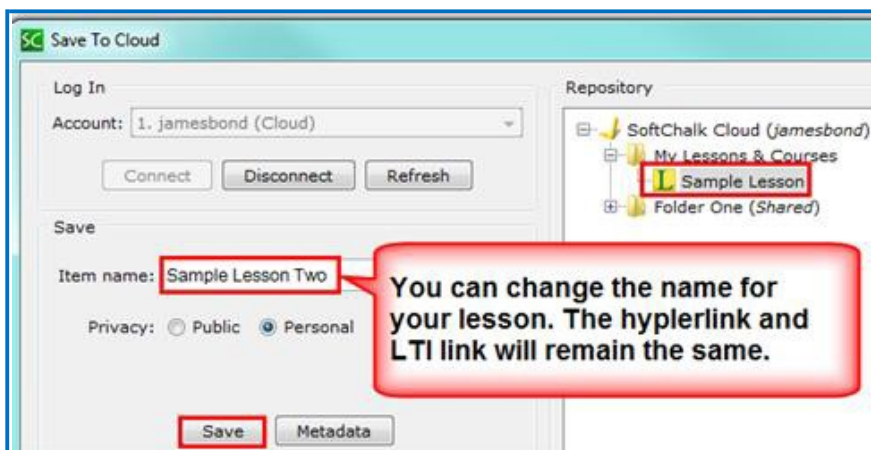 SC Save To Cloud
Log In
Account: 1. jamesbond (Cloud)
Connect Disconnect Refresh
Save
Item name: Sample Lesson Two
Privacy: Public Personal
Save Metadata
Repository
SoftChalk Cloud (jamesbond)
My Lessons & Courses
L Sample Lesson
Folder One (Shared)
You can change the name for
your lesson. The hyplerlink and
LTI link will remain the same.